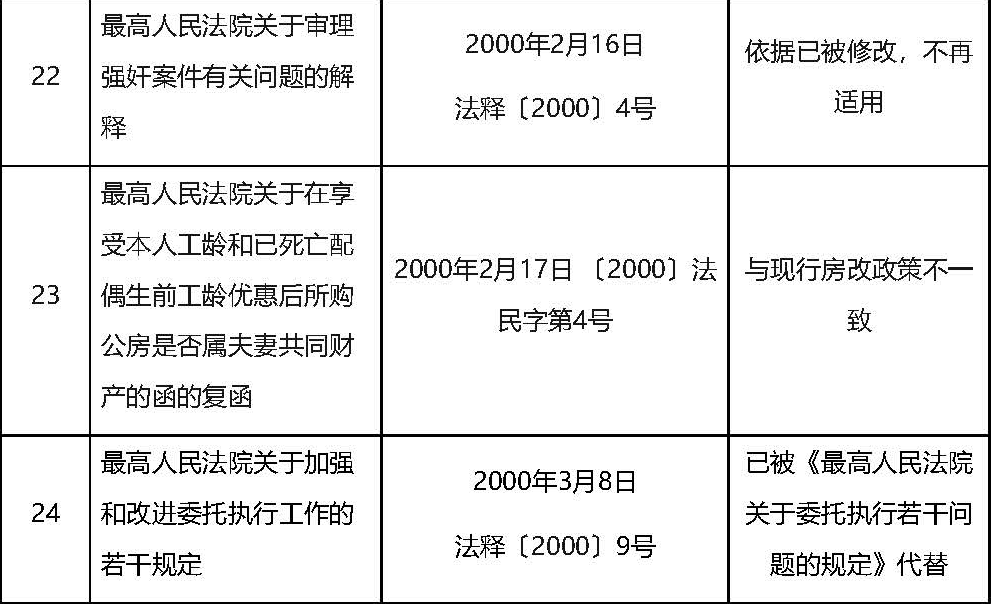 22
最高人民法院关于审理
强奸案件有关问题的解
释
2000年2月16日
法释〔2000〕4号
依据已被修改，不再
适用
23
最高人民法院关于在享
受本人工龄和已死亡配
偶生前工龄优惠后所购
公房是否属夫妻共同财
产的函的复函
2000年2月17日 〔2000〕法
民字第4号
与现行房改政策不一
致
24
最高人民法院关于加强
和改进委托执行工作的
若干规定
2000年3月8日
法释〔2000〕9号
已被《最高人民法院
关于委托执行若干问
题的规定》代替